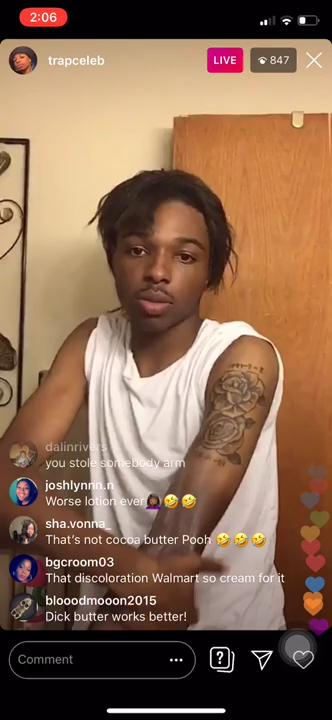 2:06
trapceleb
LIVE
847
dalinrivers
you stole somebody arm
joshlynnn.n
Worse lotion ever🤦🏾‍♀️🤣🤣
sha.vonna_
That's not cocoa butter Pooh 🤣🤣🤣
bgcroom03
That discoloration Walmart so cream for it
blooodmooon2015
Dick butter works better!
Comment